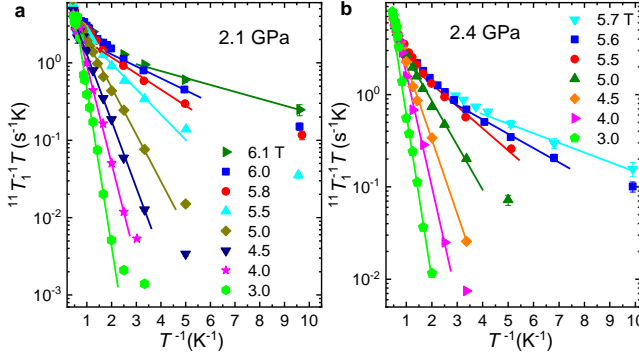 a
2.1 GPa
¹¹T₁⁻¹T (s⁻¹K)
10⁰
10⁻¹
10⁻²
10⁻³
6.1 T
6.0
5.8
5.5
5.0
4.5
4.0
3.0
1 2 3 4 5 6 7 8 9 10
T⁻¹(K⁻¹)
b
2.4 GPa
¹¹T₁⁻¹T (s⁻¹K)
10⁰
10⁻¹
10⁻²
5.7 T
5.6
5.5
5.0
4.5
4.0
3.0
1 2 3 4 5 6 7 8 9 10
T⁻¹(K⁻¹)